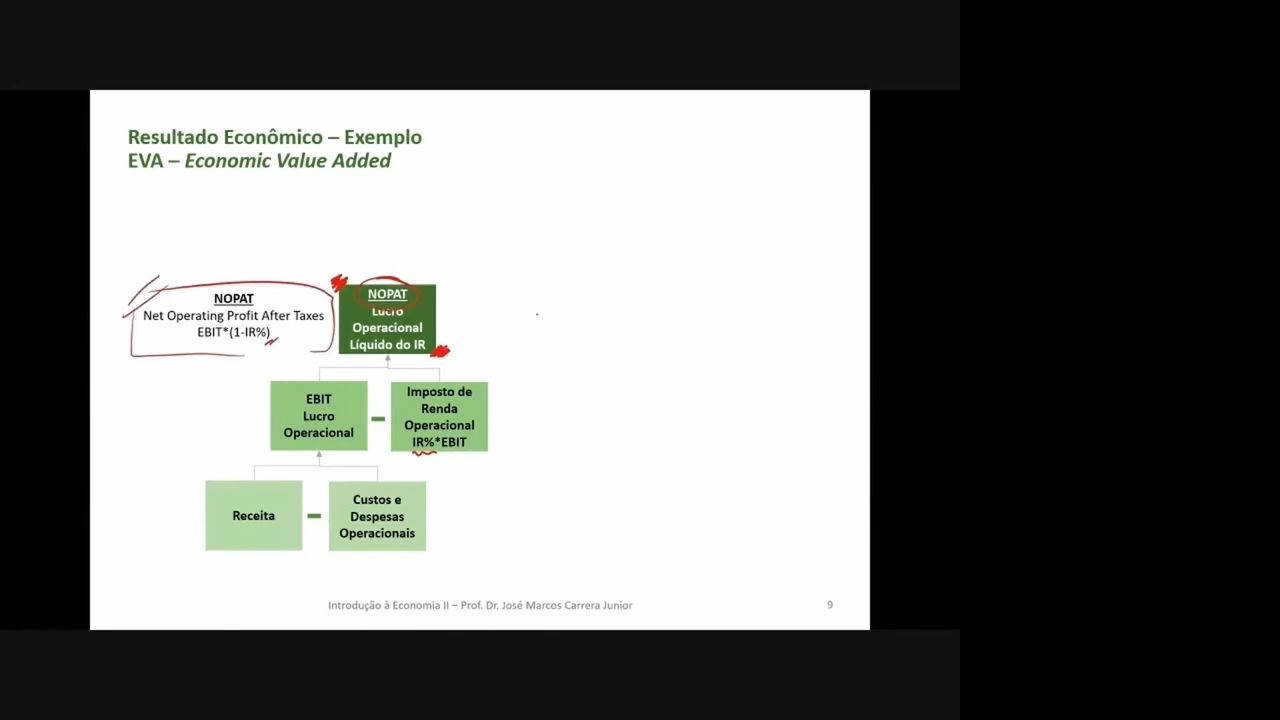 Resultado Econômico – Exemplo
EVA – Economic Value Added
NOPAT
Net Operating Profit After Taxes
EBIT*(1-IR%)
NOPAT
Lucro
Operacional
Líquido do IR
EBIT
Lucro
Operacional
Imposto de
Renda
Operacional
IR%*EBIT
Receita
Custos e
Despesas
Operacionais
Introdução à Economia II – Prof. Dr. José Marcos Carrera Junior
9